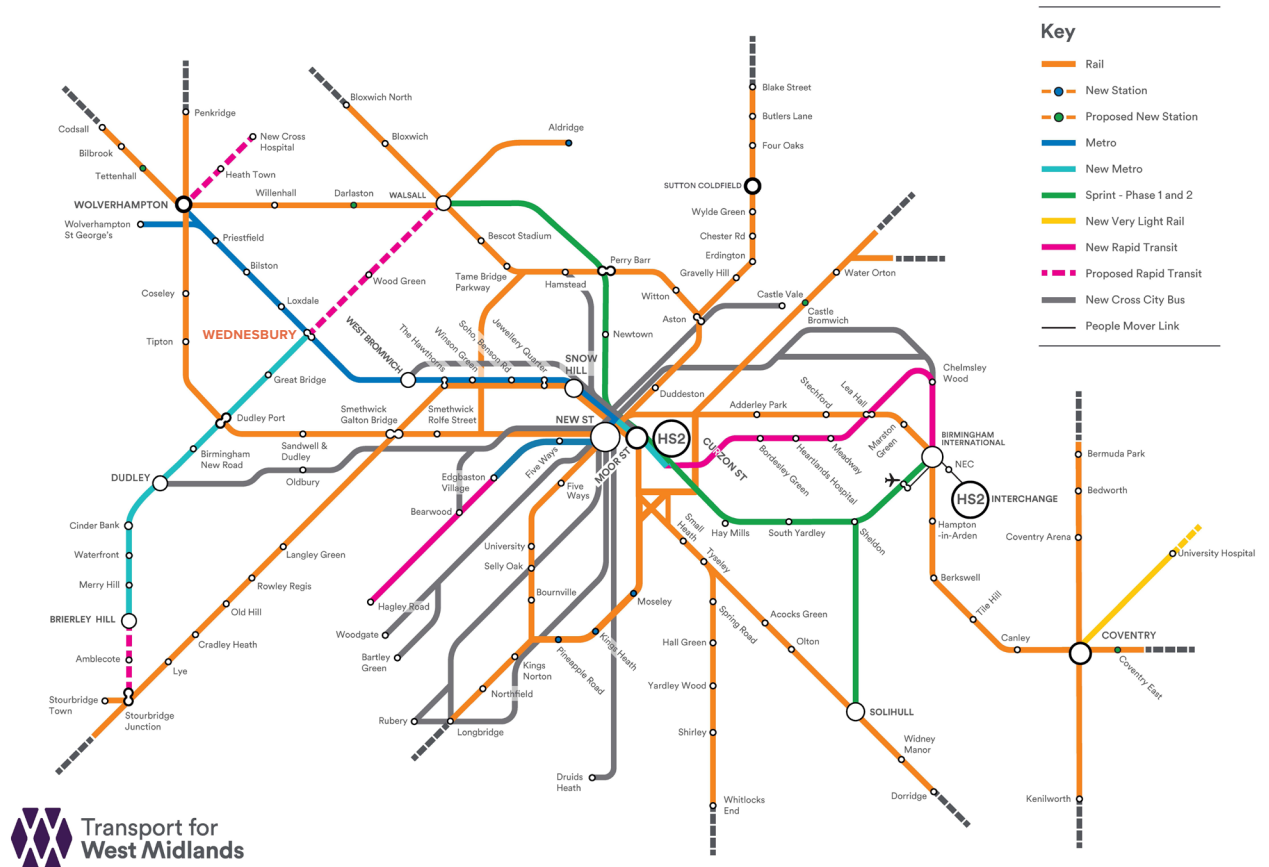 Key
Rail
New Station
Proposed New Station
Metro
New Metro
Sprint - Phase 1 and 2
New Very Light Rail
New Rapid Transit
Proposed Rapid Transit
New Cross City Bus
People Mover Link
Codsall
Bilbrook
Tettenhall
WOLVERHAMPTON
Wolverhampton
St George's
Penkridge
New Cross
Hospital
Heath Town
Willenhall
Darlaston
WALSALL
Bloxwich North
Bloxwich
Aldridge
Priestfield
Bilston
Loxdale
WEDNESBURY
Wood Green
Coseley
Tipton
Great Bridge
Dudley Port
Birmingham
New Road
DUDLEY
Cinder Bank
Waterfront
Merry Hill
BRIERLEY HILL
Amblecote
Stourbridge
Town
Stourbridge
Junction
Lye
Cradley Heath
Old Hill
Rowley Regis
Langley Green
Sandwell &
Dudley
Oldbury
Smethwick
Galton Bridge
Smethwick
Rolfe Street
WEST BROMWICH
The Hawthorns
Winson Green
Soho, Benson Rd
Jewellery Quarter
SNOW
HILL
NEW ST
MOOR ST
HS2
CURZON ST
Bescot Stadium
Tame Bridge
Parkway
Hamstead
Perry Barr
Newtown
Witton
Aston
Blake Street
Butlers Lane
Four Oaks
SUTTON COLDFIELD
Wylde Green
Chester Rd
Erdington
Gravelly Hill
Duddeston
Castle Vale
Castle
Bromwich
Water Orton
Adderley Park
Stechford
Lea Hall
Marston
Green
Chelmsley
Wood
BIRMINGHAM
INTERNATIONAL
NEC
HS2
INTERCHANGE
Bordesley Green
Heartlands Hospital
Meadway
Hay Mills
South Yardley
Sheldon
Hampton
-in-Arden
Berkswell
Tile Hill
Canley
COVENTRY
Coventry East
University Hospital
Bermuda Park
Bedworth
Coventry Arena
Kenilworth
Five Ways
Five
Ways
Edgbaston
Village
Bearwood
Hagley Road
Woodgate
Bartley
Green
University
Selly Oak
Bournville
Kings
Norton
Northfield
Longbridge
Rubery
Druids
Heath
Pineapple Road
Kings Heath
Moseley
Small
Heath
Tyseley
Spring Road
Hall Green
Yardley Wood
Shirley
Whitlocks
End
Acocks Green
Olton
SOLIHULL
Widney
Manor
Dorridge
Transport for
West Midlands